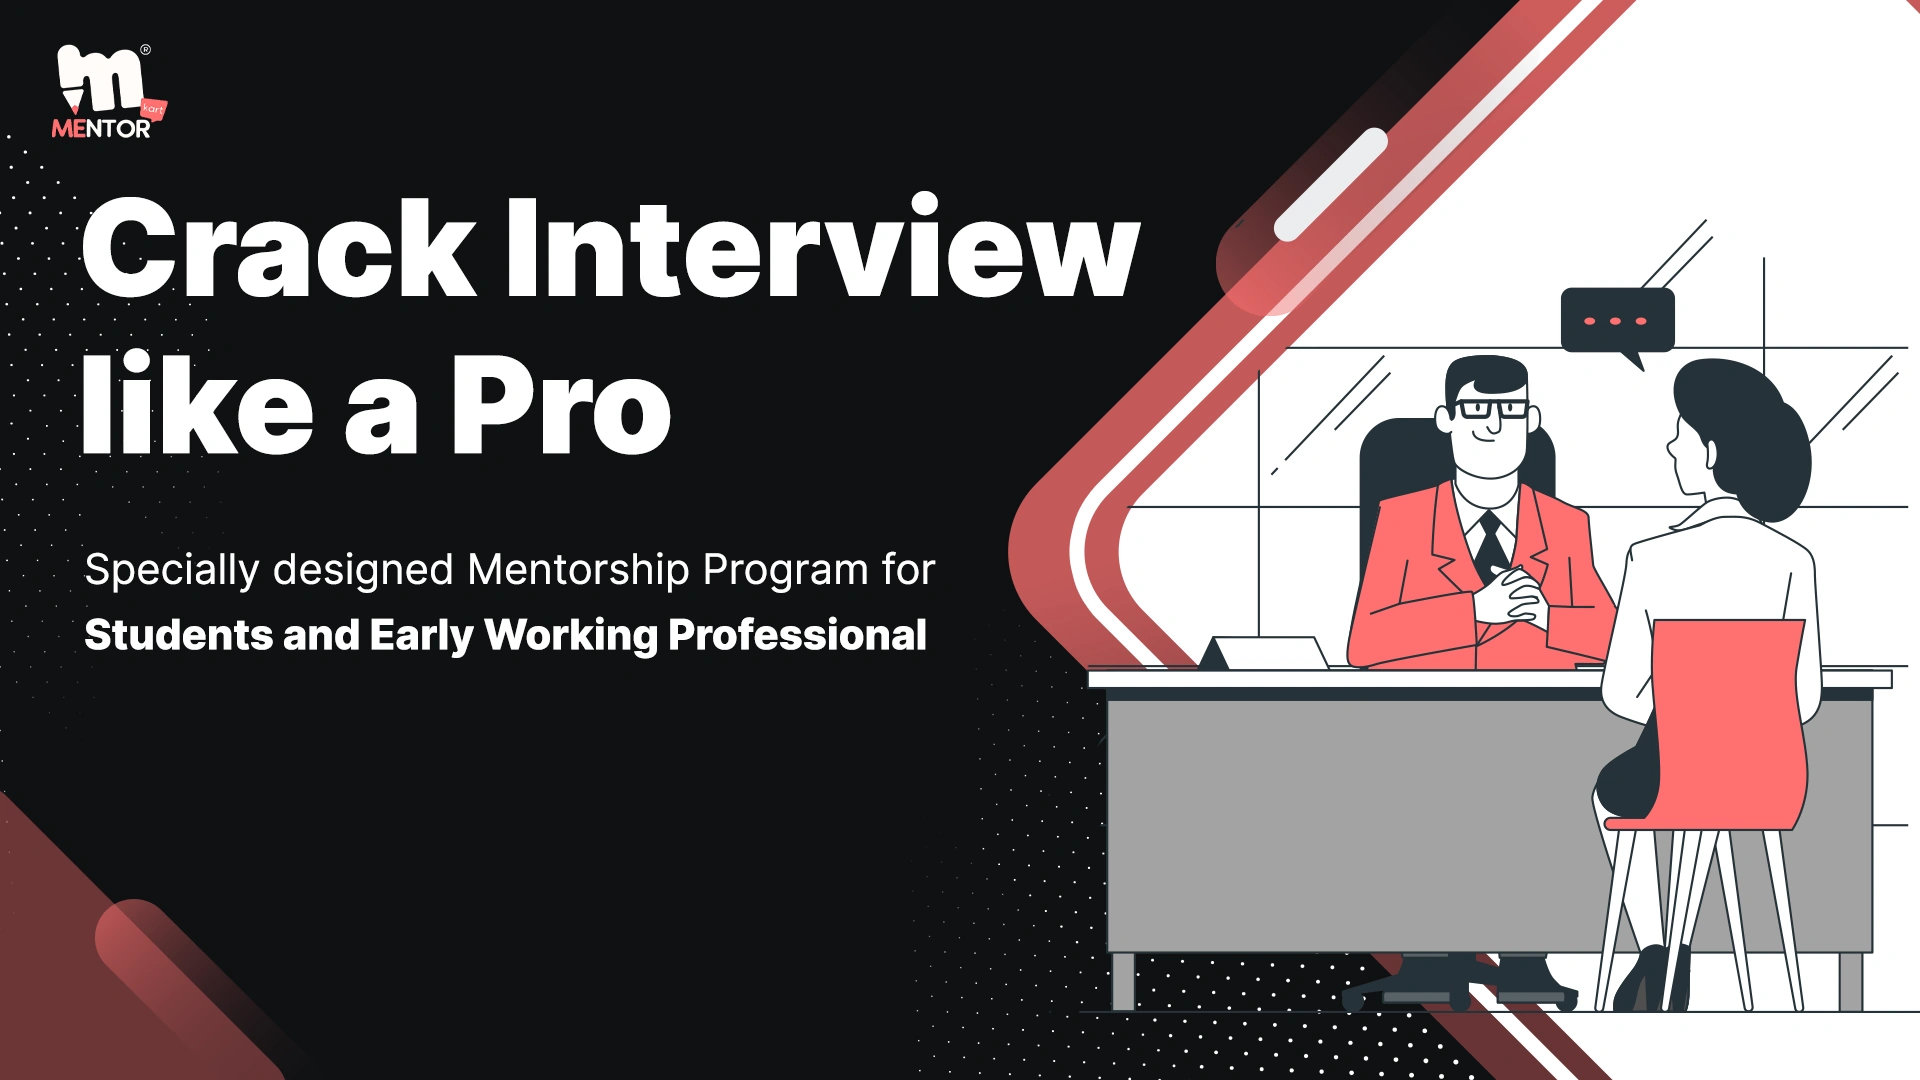 m®
kart
MENTOR
Crack Interview
like a Pro
Specially designed Mentorship Program for
Students and Early Working Professional